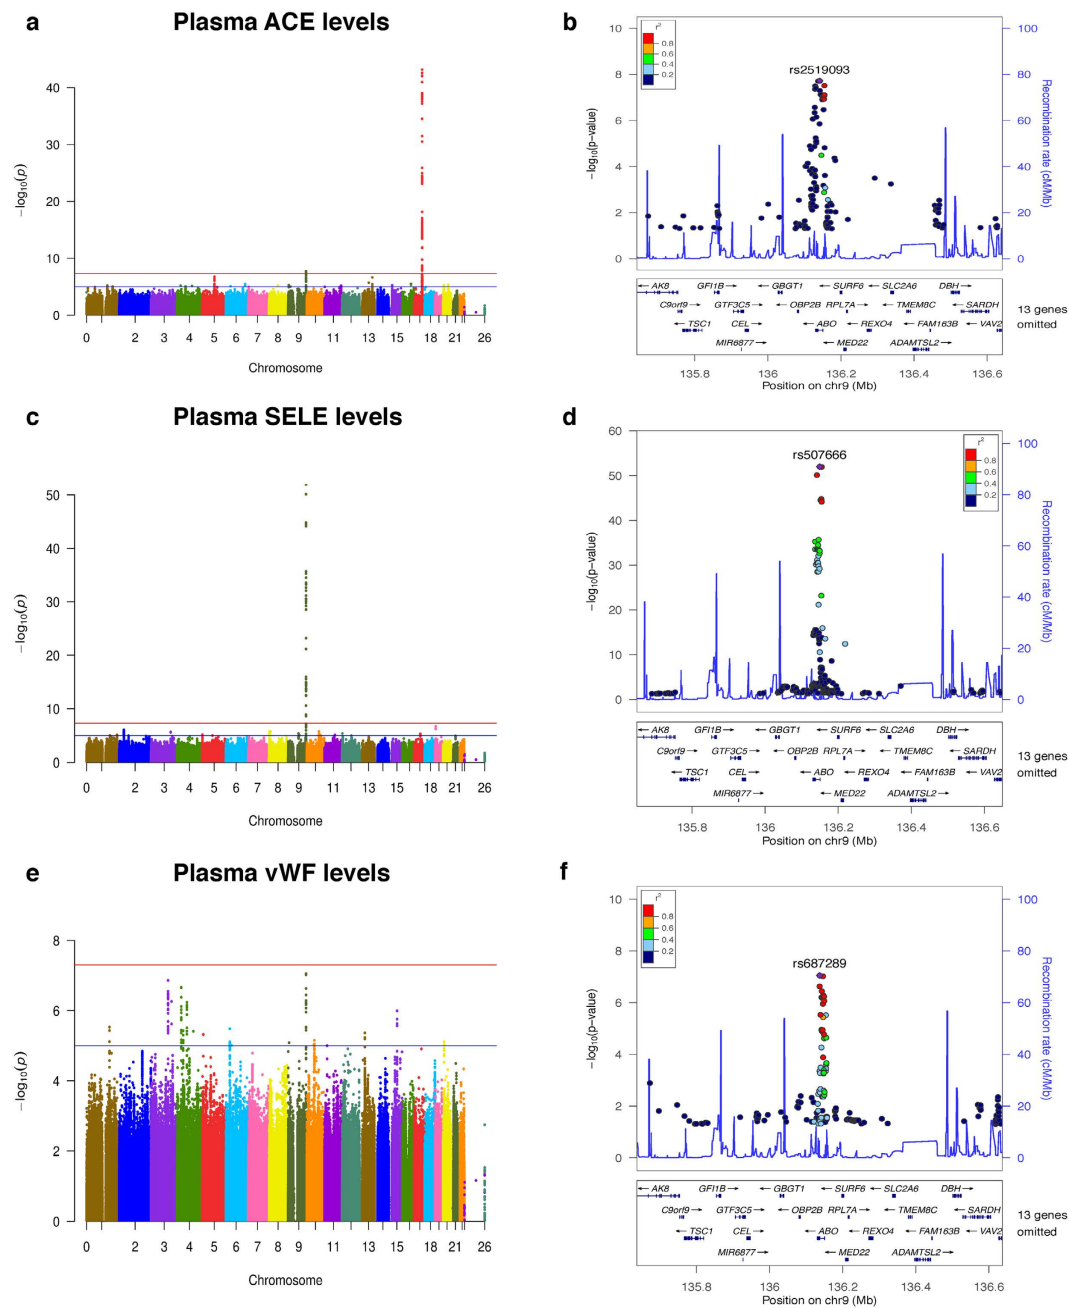 a Plasma ACE levels
40
30
20
10
0
−log10(p)
0 2 4 5 6 7 8 9 11 13 15 18 21 26
Chromosome
b
10
8
6
4
2
0
−log10(p−value)
r2
0.8
0.6
0.4
0.2
rs2519093
100
80
60
40
20
0
Recombination rate (cM/Mb)
←AK8 GFI1B→ ←GBGT1 ←SURF6 ←SLC2A6 DBH→
C9orf9→ GTF3C5→ ←OBP2B RPL7A→ ←TMEM8C ←SARDH
←TSC1 CEL→ ←ABO ←REXO4 ←FAM163B ←VAV2
MIR6877→ ←MED22 ADAMTSL2→
13 genes
omitted
135.8 136 136.2 136.4 136.6
Position on chr9 (Mb)
c Plasma SELE levels
50
40
30
20
10
0
−log10(p)
0 2 4 5 6 7 8 9 11 13 15 18 21 26
Chromosome
d
60
50
40
30
20
10
0
−log10(p−value)
rs507666
r2
0.8
0.6
0.4
0.2
100
80
60
40
20
0
Recombination rate (cM/Mb)
←AK8 GFI1B→ ←GBGT1 ←SURF6 ←SLC2A6 DBH→
C9orf9→ GTF3C5→ ←OBP2B RPL7A→ ←TMEM8C ←SARDH
←TSC1 CEL→ ←ABO ←REXO4 ←FAM163B ←VAV2
MIR6877→ ←MED22 ADAMTSL2→
13 genes
omitted
135.8 136 136.2 136.4 136.6
Position on chr9 (Mb)
e Plasma vWF levels
8
6
4
2
0
−log10(p)
0 2 4 5 6 7 8 9 11 13 15 18 21 26
Chromosome
f
10
8
6
4
2
0
−log10(p−value)
r2
0.8
0.6
0.4
0.2
rs687289
100
80
60
40
20
0
Recombination rate (cM/Mb)
←AK8 GFI1B→ ←GBGT1 ←SURF6 ←SLC2A6 DBH→
C9orf9→ GTF3C5→ ←OBP2B RPL7A→ ←TMEM8C ←SARDH
←TSC1 CEL→ ←ABO ←REXO4 ←FAM163B ←VAV2
MIR6877→ ←MED22 ADAMTSL2→
13 genes
omitted
135.8 136 136.2 136.4 136.6
Position on chr9 (Mb)